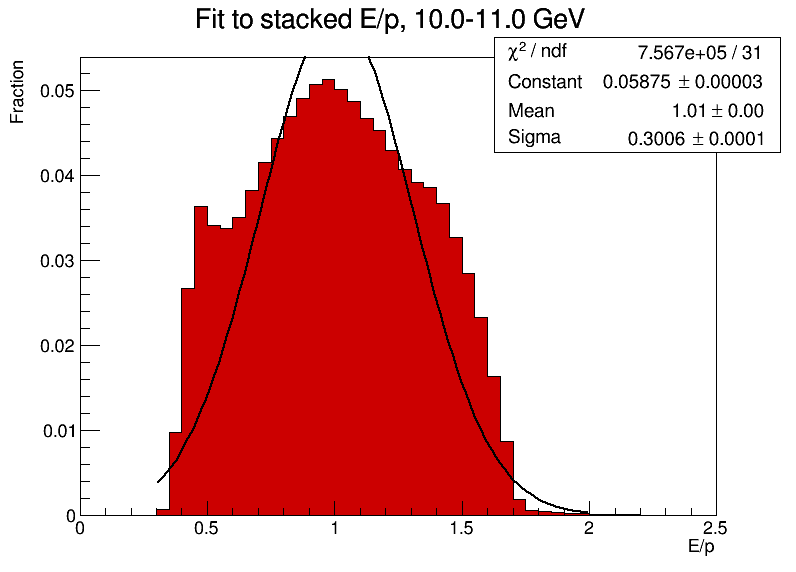 Fit to stacked E/p, 10.0-11.0 GeV
χ² / ndf 7.567e+05 / 31
Constant 0.05875 ± 0.00003
Mean 1.01 ± 0.00
Sigma 0.3006 ± 0.0001
Fraction
0.05
0.04
0.03
0.02
0.01
0
0 0.5 1 1.5 2 2.5
E/p